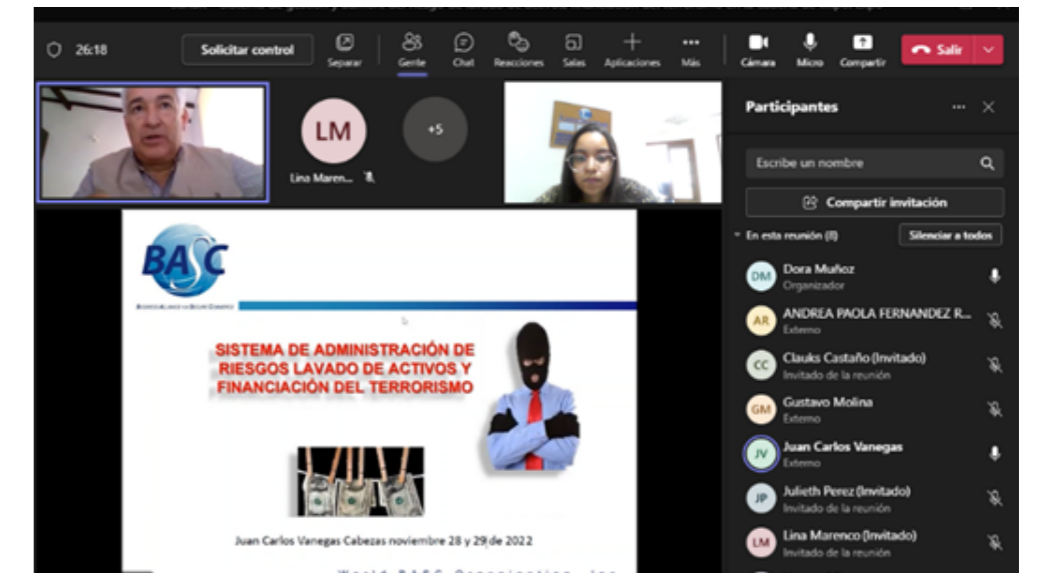 26:18
Solicitar control
Separar
Gente
Chat
Reacciones
Salas
Aplicaciones
Más
Cámara
Micro
Compartir
Salir
LM
Lina Maren...
+5
BASC
SISTEMA DE ADMINISTRACIÓN DE
RIESGOS LAVADO DE ACTIVOS Y
FINANCIACIÓN DEL TERRORISMO
Juan Carlos Vanegas Cabezas noviembre 28 y 29 de 2022
Participantes
Escribe un nombre
Compartir invitación
En esta reunión (8)
Silenciar a todos
DM
Dora Muñoz
Organizador
AR
ANDREA PAOLA FERNANDEZ R...
Externo
CC
Clauks Castaño (Invitado)
Invitado de la reunión
GM
Gustavo Molina
Externo
JV
Juan Carlos Vanegas
Externo
JP
Julieth Perez (Invitado)
Invitado de la reunión
LM
Lina Marenco (Invitado)
Invitado de la reunión